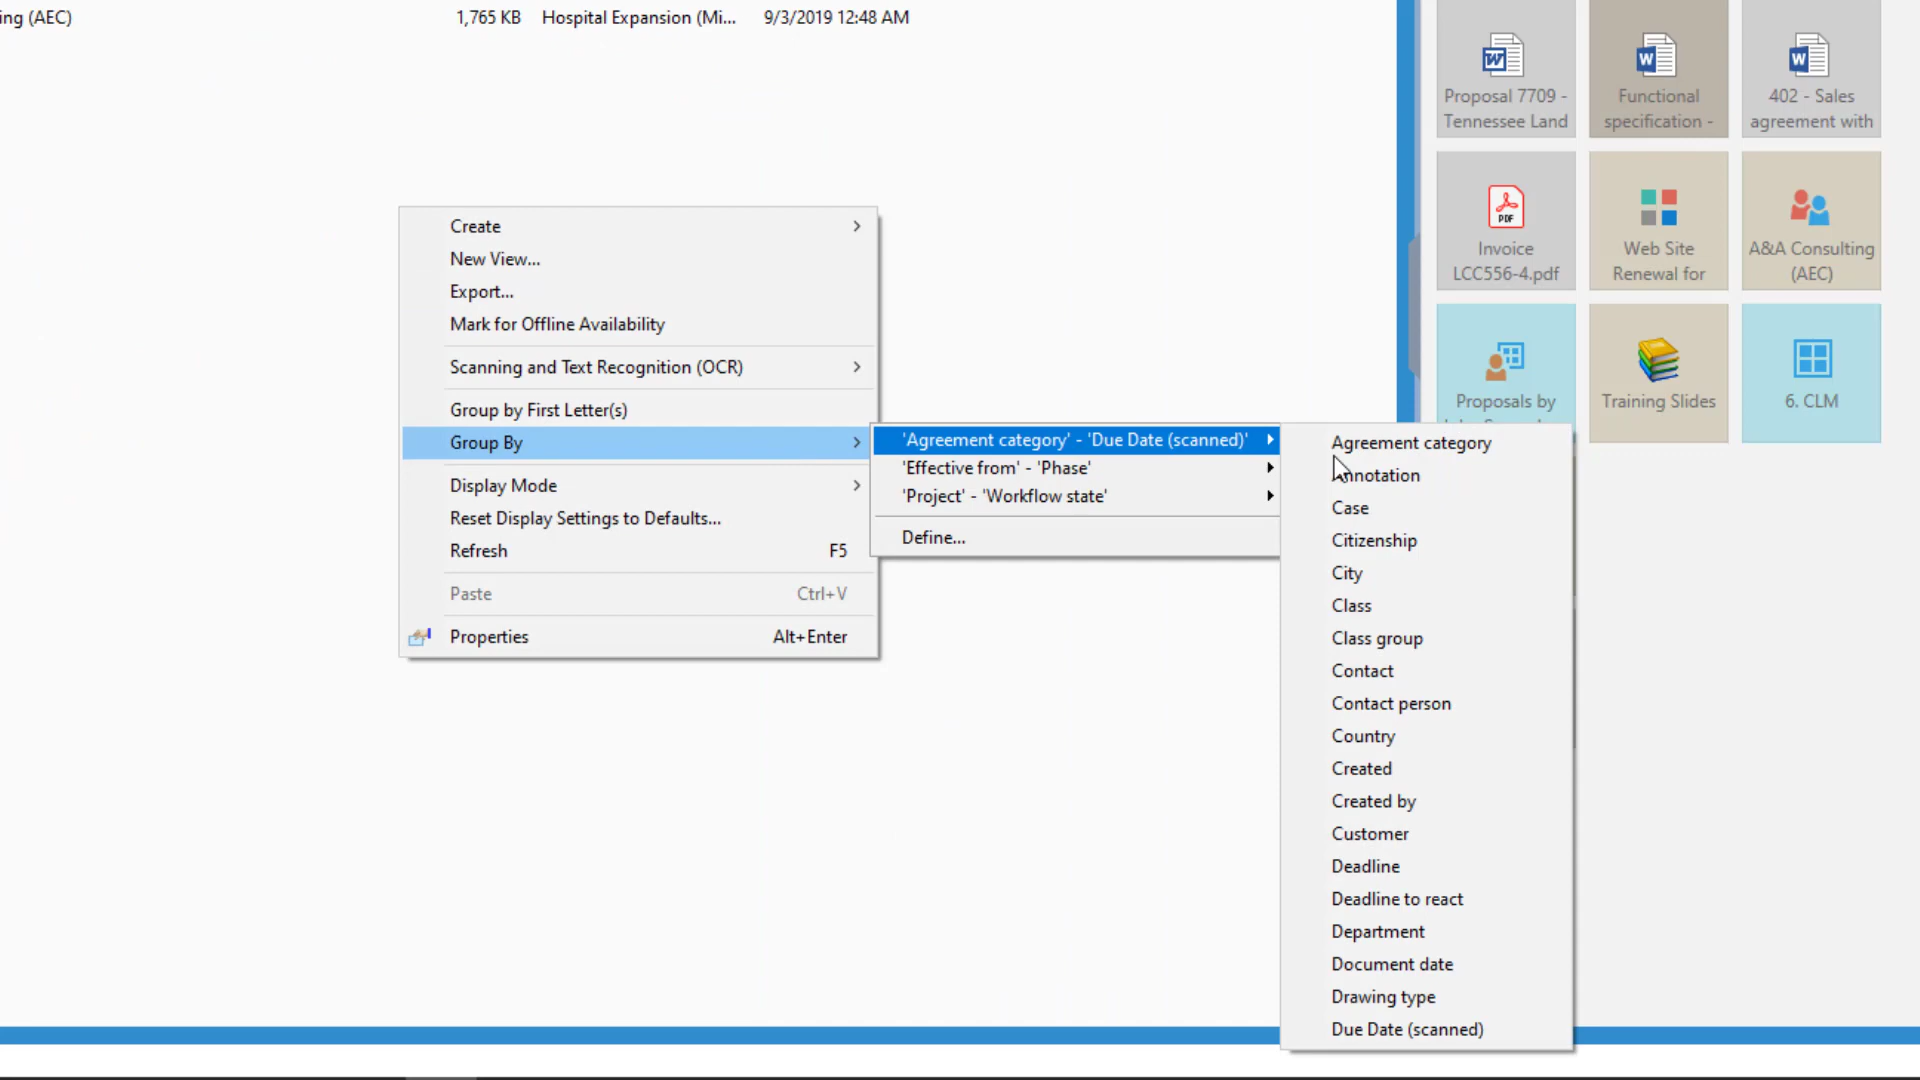 ing (AEC) 1,765 KB Hospital Expansion (Mi... 9/3/2019 12:48 AM
Create
New View...
Export...
Mark for Offline Availability
Scanning and Text Recognition (OCR)
Group by First Letter(s)
Group By
Display Mode
Reset Display Settings to Defaults...
Refresh F5
Paste Ctrl+V
Properties Alt+Enter
'Agreement category' - 'Due Date (scanned)'
'Effective from' - 'Phase'
'Project' - 'Workflow state'
Define...
Agreement category
Annotation
Case
Citizenship
City
Class
Class group
Contact
Contact person
Country
Created
Created by
Customer
Deadline
Deadline to react
Department
Document date
Drawing type
Due Date (scanned)
Proposal 7709 -
Tennessee Land
Functional
specification -
402 - Sales
agreement with
PDF
Invoice
LCC556-4.pdf
Web Site
Renewal for
A&A Consulting
(AEC)
Proposals by
Training Slides
6. CLM